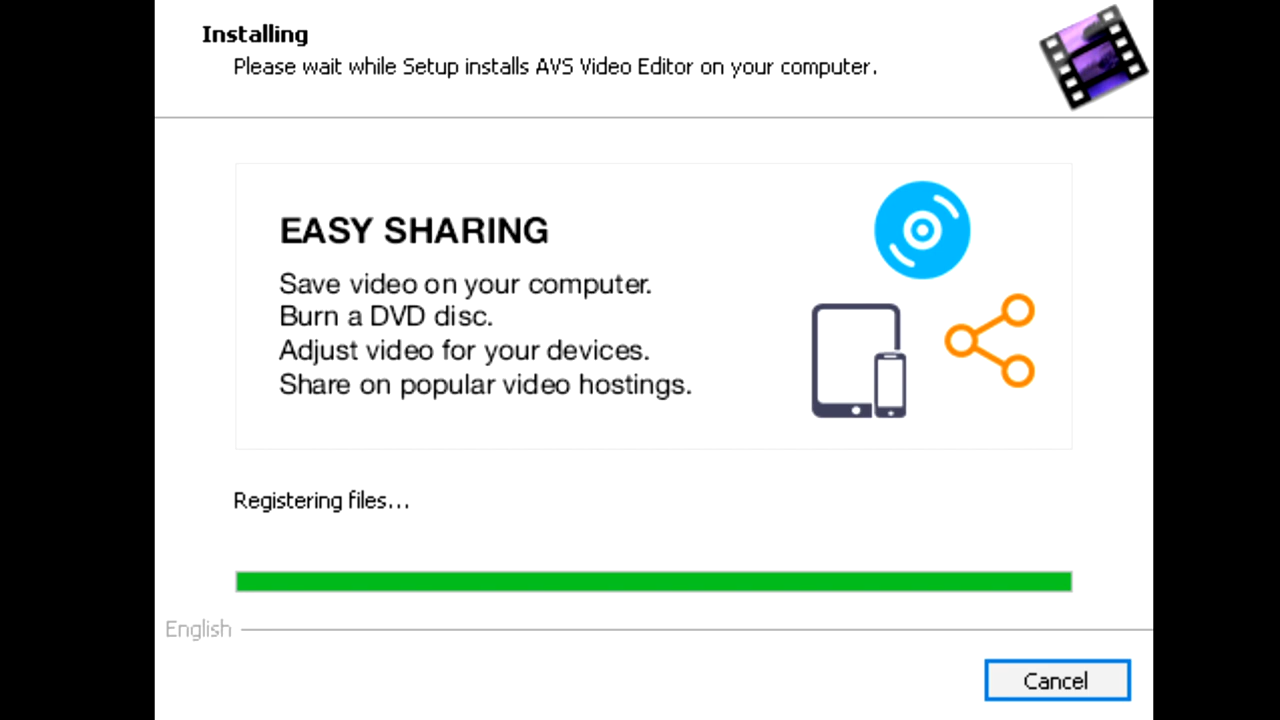 Installing
Please wait while Setup installs AVS Video Editor on your computer.
EASY SHARING
Save video on your computer.
Burn a DVD disc.
Adjust video for your devices.
Share on popular video hostings.
Registering files...
English
Cancel